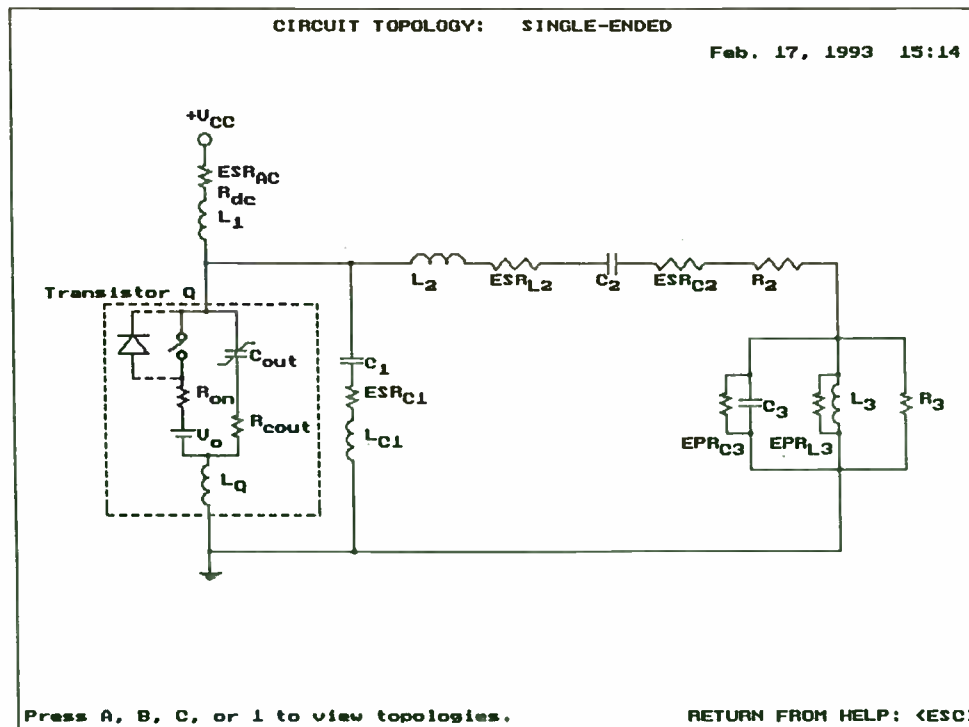 CIRCUIT TOPOLOGY: SINGLE-ENDED
Feb. 17, 1993 15:14
+VCC
ESRAC
Rdc
L1
L2
ESRL2
C2
ESRC2
R2
Transistor Q
Cout
Ron
Rcout
Vo
LQ
C1
ESRC1
LC1
C3
EPRC3
L3
EPRL3
R3
Press A, B, C, or 1 to view topologies.
RETURN FROM HELP: <ESC>